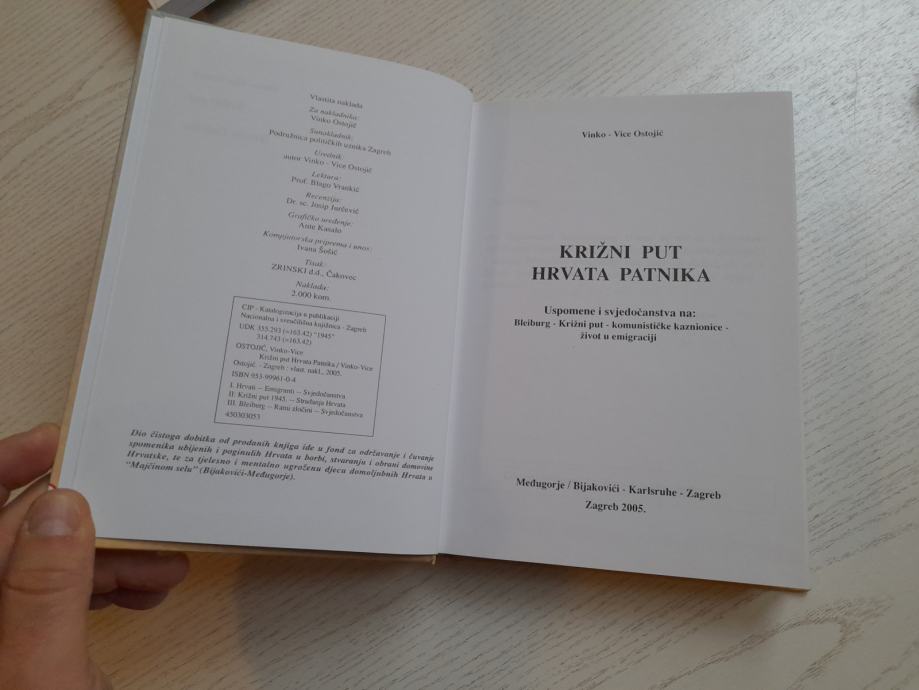 Vlastita naklada
Za nakladnika:
Vinko Ostojić
Sunakladnik:
Podružnica političkih uznika Zagreb
Urednik
autor Vinko - Vice Ostojić
Lektura:
Prof. Blago Vrankić
Recenzija:
Dr. sc. Josip Jurčević
Grafičko uređenje:
Ante Kasalo
Kompjutorska priprema i unos:
Ivana Šošić
Tisak:
ZRINSKI d.d., Čakovec
Naklada:
2.000 kom.
CIP - Katalogizacija u publikaciji
Nacionalna i sveučilišna knjižnica - Zagreb
UDK 355.293 (=163.42) "1945"
314.743 (=163.42)
OSTOJIĆ, Vinko-Vice
Križni put Hrvata Patnika / Vinko-Vice
Ostojić. - Zagreb : vlast. nakl., 2005.
ISBN 953-99961-0-4
I. Hrvati -- Emigranti -- Svjedočanstva
II. Križni put 1945. -- Stradanja Hrvata
III. Bleiburg -- Ratni zločini -- Svjedočanstva
450303053
Dio čistoga dobitka od prodanih knjiga ide u fond za održavanje i čuvanje
spomenika ubijenih i poginulih Hrvata u borbi, stvaranju i obrani domovine
Hrvatske, te za tjelesno i mentalno ugroženu djecu domoljubnih Hrvata u
"Majčinom selu" (Bijakovići-Međugorje).
Vinko - Vice Ostojić
KRIŽNI PUT
HRVATA PATNIKA
Uspomene i svjedočanstva na:
Bleiburg - Križni put - komunističke kaznionice -
život u emigraciji
Međugorje / Bijakovići - Karlsruhe - Zagreb
Zagreb 2005.